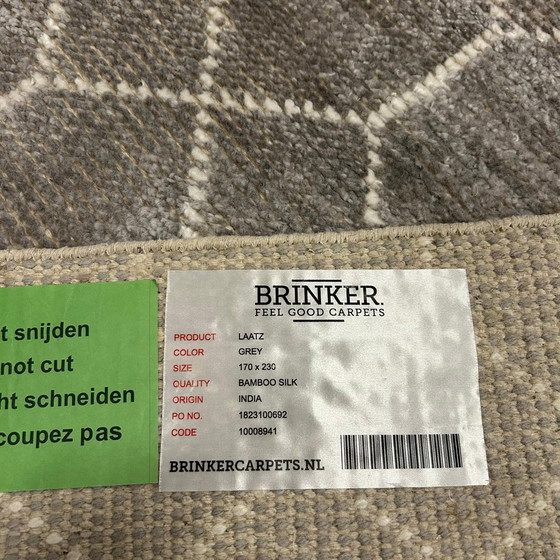 t snijden
not cut
ht schneiden
coupez pas
BRINKER.
FEEL GOOD CARPETS
PRODUCT LAATZ
COLOR GREY
SIZE 170 x 230
QUALITY BAMBOO SILK
ORIGIN INDIA
PO NO. 1823100692
CODE 10008941
BRINKERCARPETS.NL